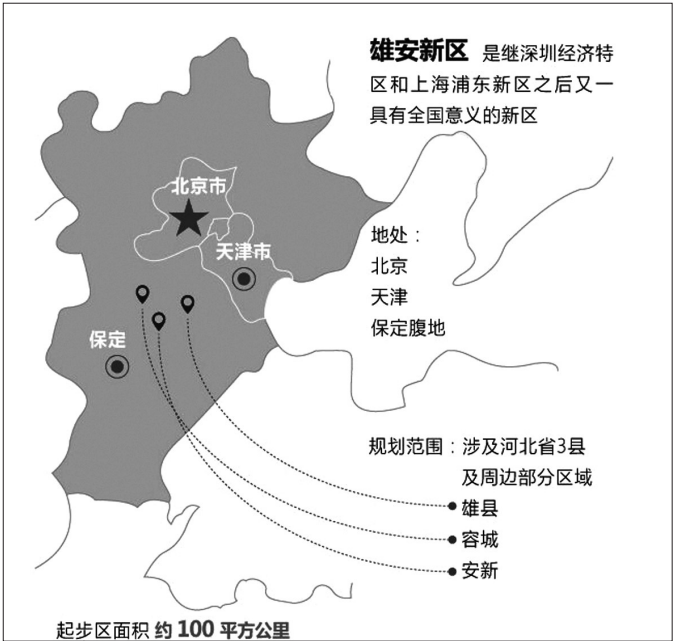 雄安新区 是继深圳经济特
区和上海浦东新区之后又一
具有全国意义的新区
北京市
天津市
地处：
北京
天津
保定腹地
保定
规划范围：涉及河北省3县
及周边部分区域
雄县
容城
安新
起步区面积 约 100 平方公里